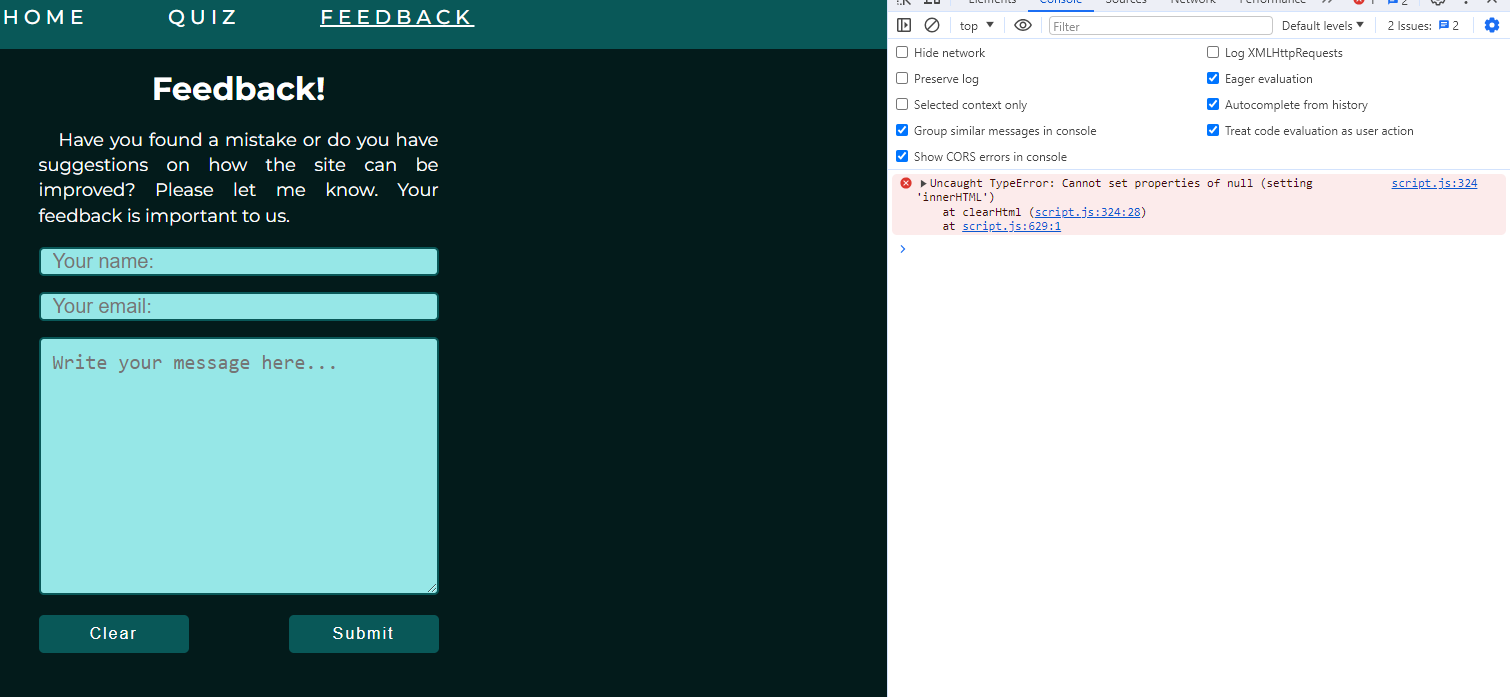 HOME QUIZ FEEDBACK
Feedback!
Have you found a mistake or do you have
suggestions on how the site can be
improved? Please let me know. Your
feedback is important to us.
Your name:
Your email:
Write your message here...
Clear Submit
Elements Console Sources Network Performance 1 2
top Filter Default levels 2 Issues: 2
Hide network Log XMLHttpRequests
Preserve log Eager evaluation
Selected context only Autocomplete from history
Group similar messages in console Treat code evaluation as user action
Show CORS errors in console
Uncaught TypeError: Cannot set properties of null (setting script.js:324
'innerHTML')
at clearHtml (script.js:324:28)
at script.js:629:1